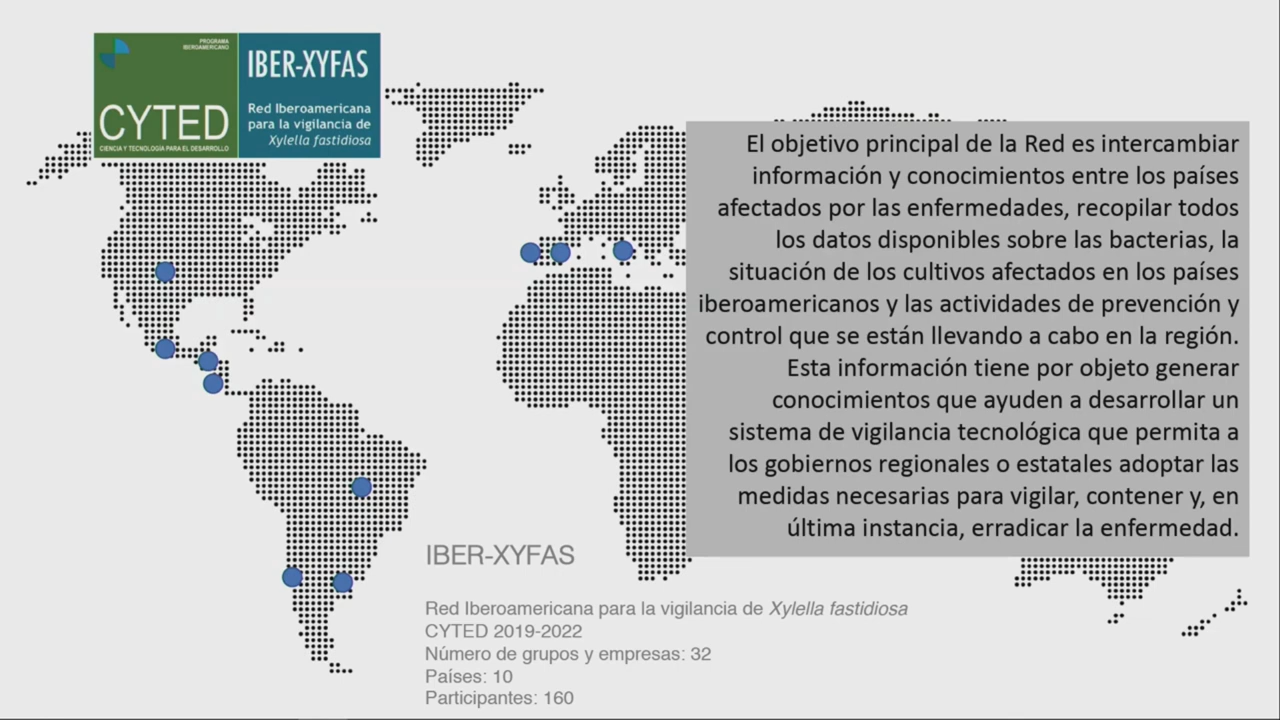 PROGRAMA
IBEROAMERICANO
CYTED
CIENCIA Y TECNOLOGÍA PARA EL DESARROLLO
IBER-XYFAS
Red Iberoamericana
para la vigilancia de
Xylella fastidiosa
El objetivo principal de la Red es intercambiar
información y conocimientos entre los países
afectados por las enfermedades, recopilar todos
los datos disponibles sobre las bacterias, la
situación de los cultivos afectados en los países
iberoamericanos y las actividades de prevención y
control que se están llevando a cabo en la región.
Esta información tiene por objeto generar
conocimientos que ayuden a desarrollar un
sistema de vigilancia tecnológica que permita a
los gobiernos regionales o estatales adoptar las
medidas necesarias para vigilar, contener y, en
última instancia, erradicar la enfermedad.
IBER-XYFAS
Red Iberoamericana para la vigilancia de Xylella fastidiosa
CYTED 2019-2022
Número de grupos y empresas: 32
Países: 10
Participantes: 160